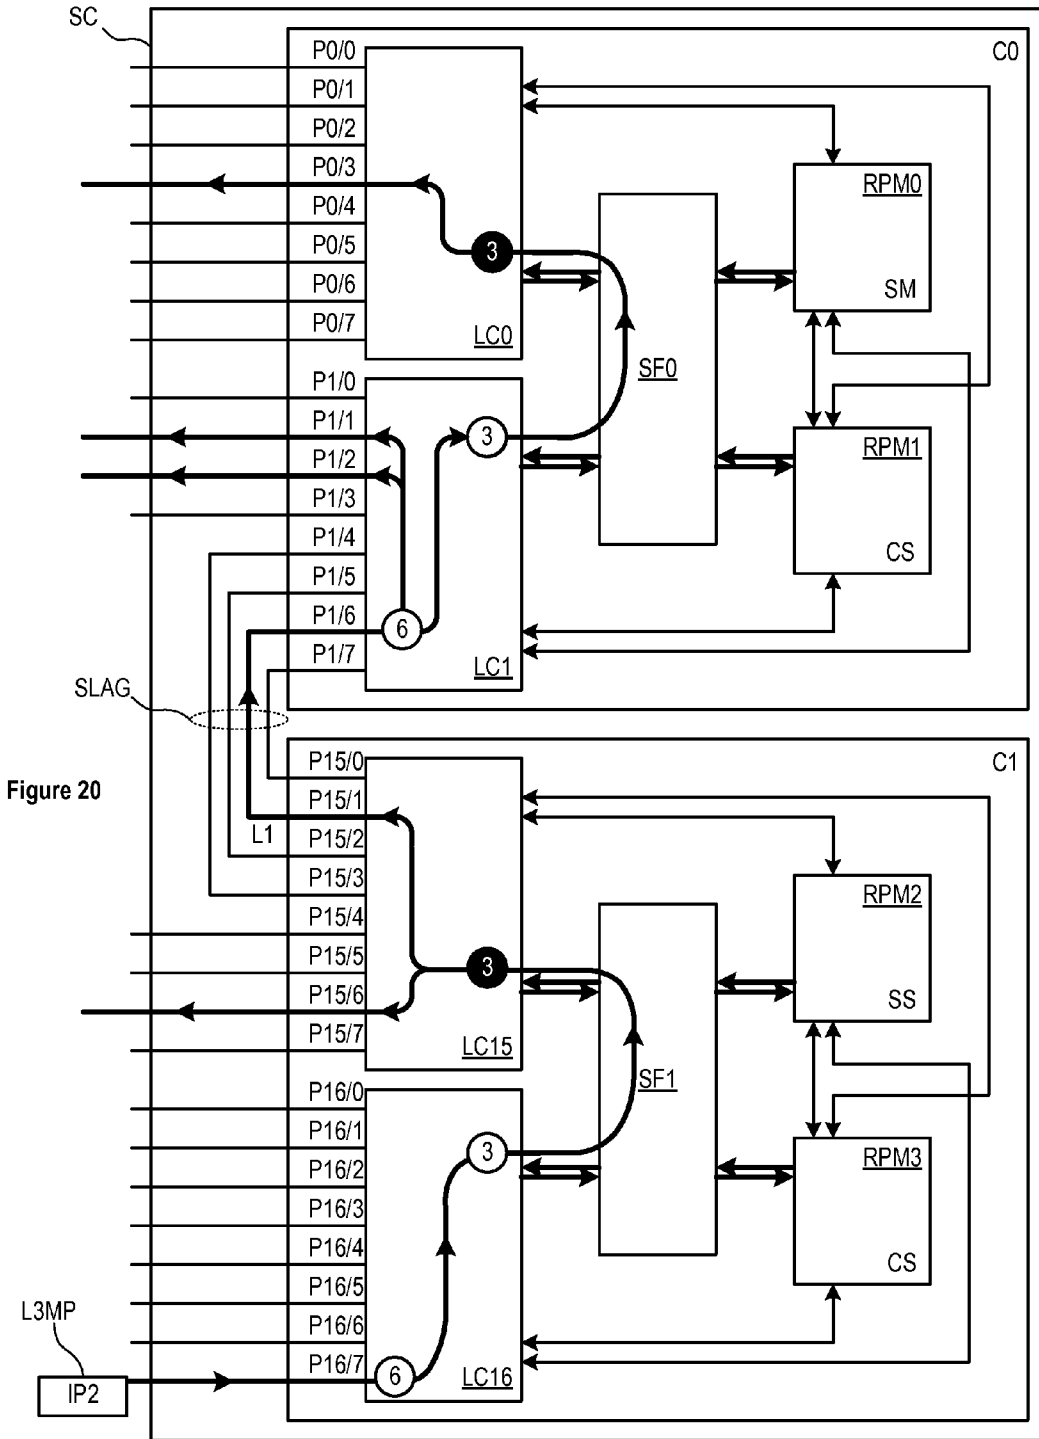 SC
C0
P0/0
P0/1
P0/2
P0/3
P0/4
P0/5
P0/6
P0/7
3
LC0
SF0
RPM0
SM
P1/0
P1/1
P1/2
P1/3
P1/4
P1/5
P1/6
P1/7
3
6
LC1
RPM1
CS
SLAG
Figure 20
L1
C1
P15/0
P15/1
P15/2
P15/3
P15/4
P15/5
P15/6
P15/7
3
LC15
SF1
RPM2
SS
P16/0
P16/1
P16/2
P16/3
P16/4
P16/5
P16/6
P16/7
3
6
LC16
RPM3
CS
L3MP
IP2